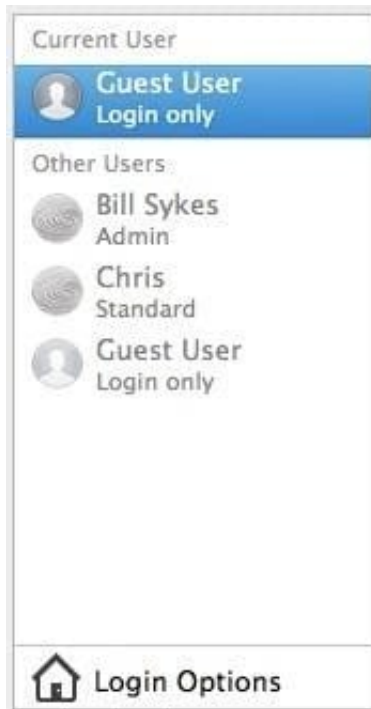 Current User
Guest User
Login only
Other Users
Bill Sykes
Admin
Chris
Standard
Guest User
Login only
Login Options